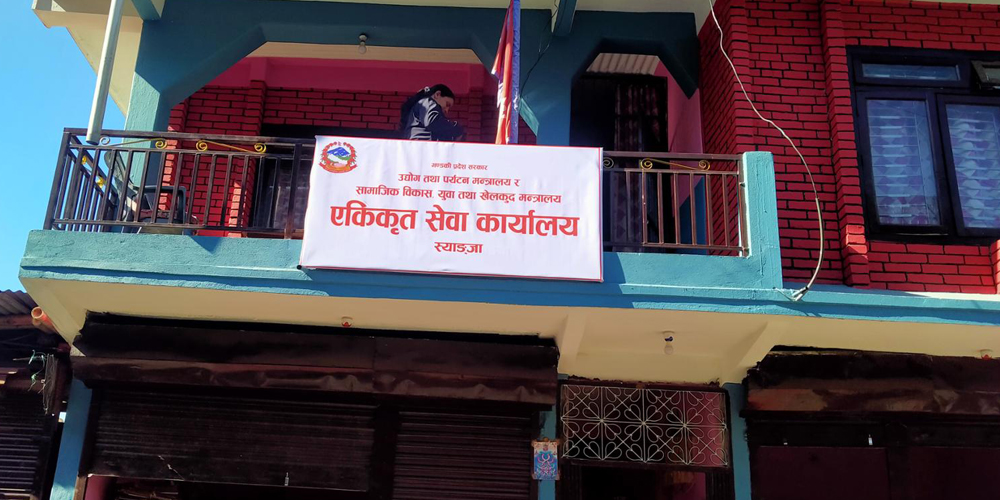 गण्डकी प्रदेश सरकार
उद्योग तथा पर्यटन मन्त्रालय र
सामाजिक विकास, युवा तथा खेलकुद मन्त्रालय
एकिकृत सेवा कार्यालय
स्याङ्जा